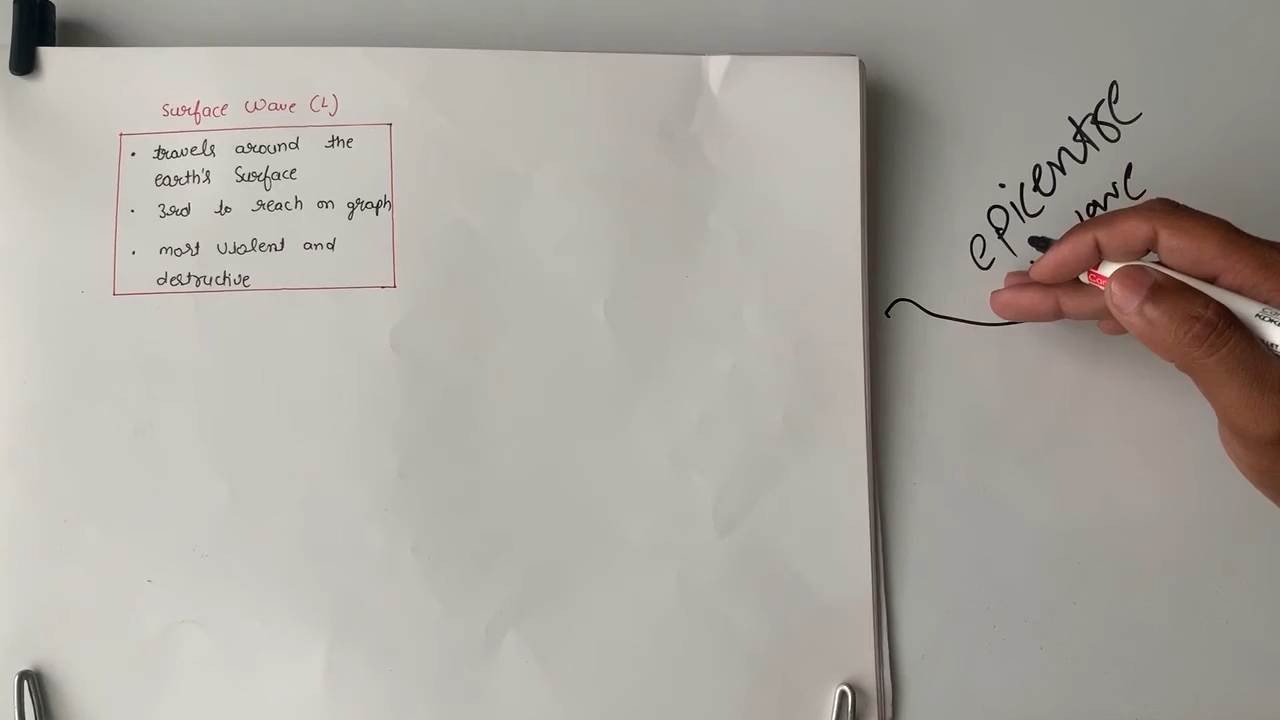 Surface Wave (L)
• travels around the
earth's Surface
• 3rd to reach on graph
• most violent and
destructive
epicentre